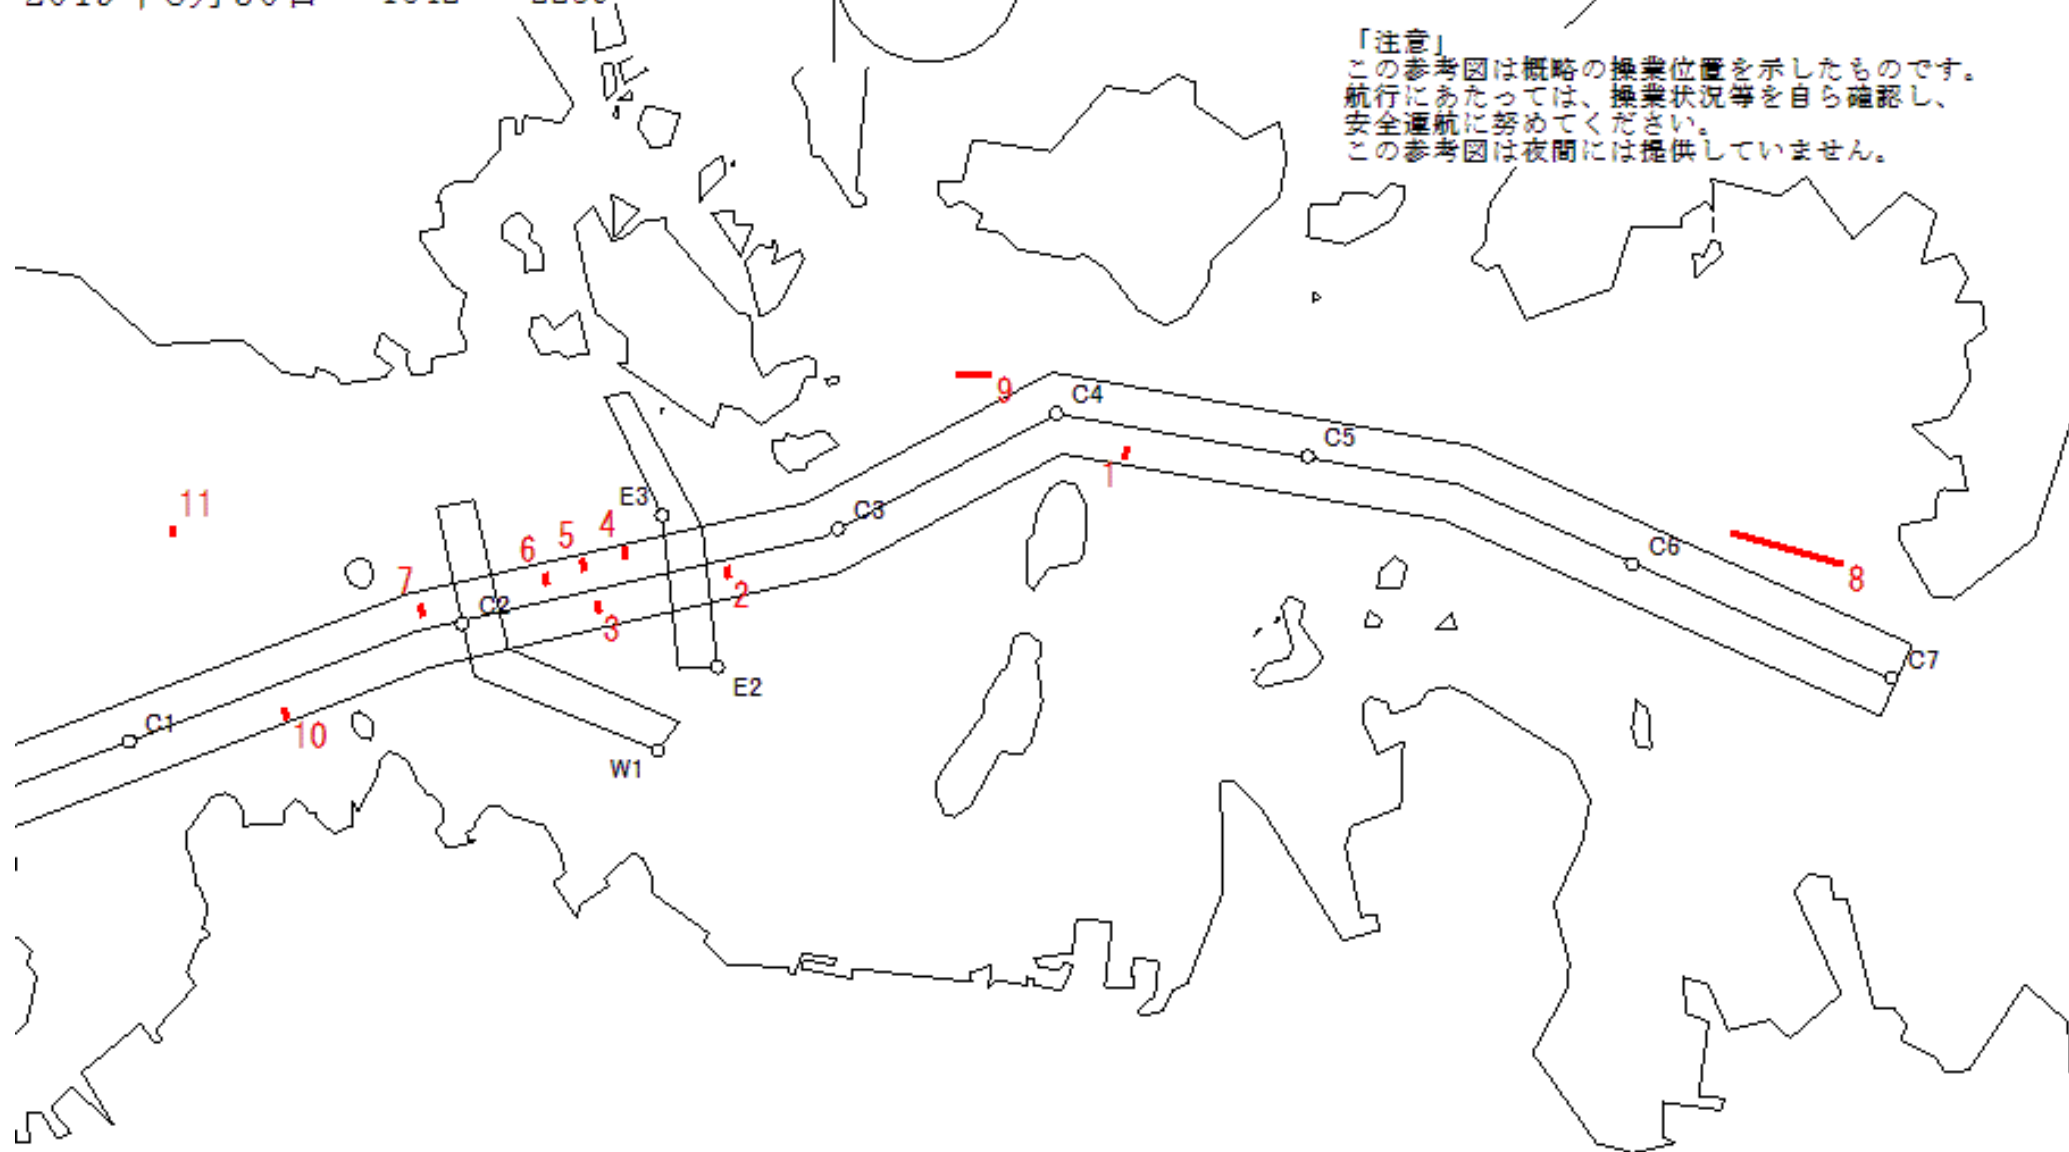 「注意」
この参考図は概略の操業位置を示したものです。
航行にあたっては、操業状況等を自ら確認し、
安全運航に努めてください。
この参考図は夜間には提供していません。
9
C4
C5
1
11
E3
C3
4
5
6
C6
8
7
C2
2
3
C7
E2
C1
10
W1